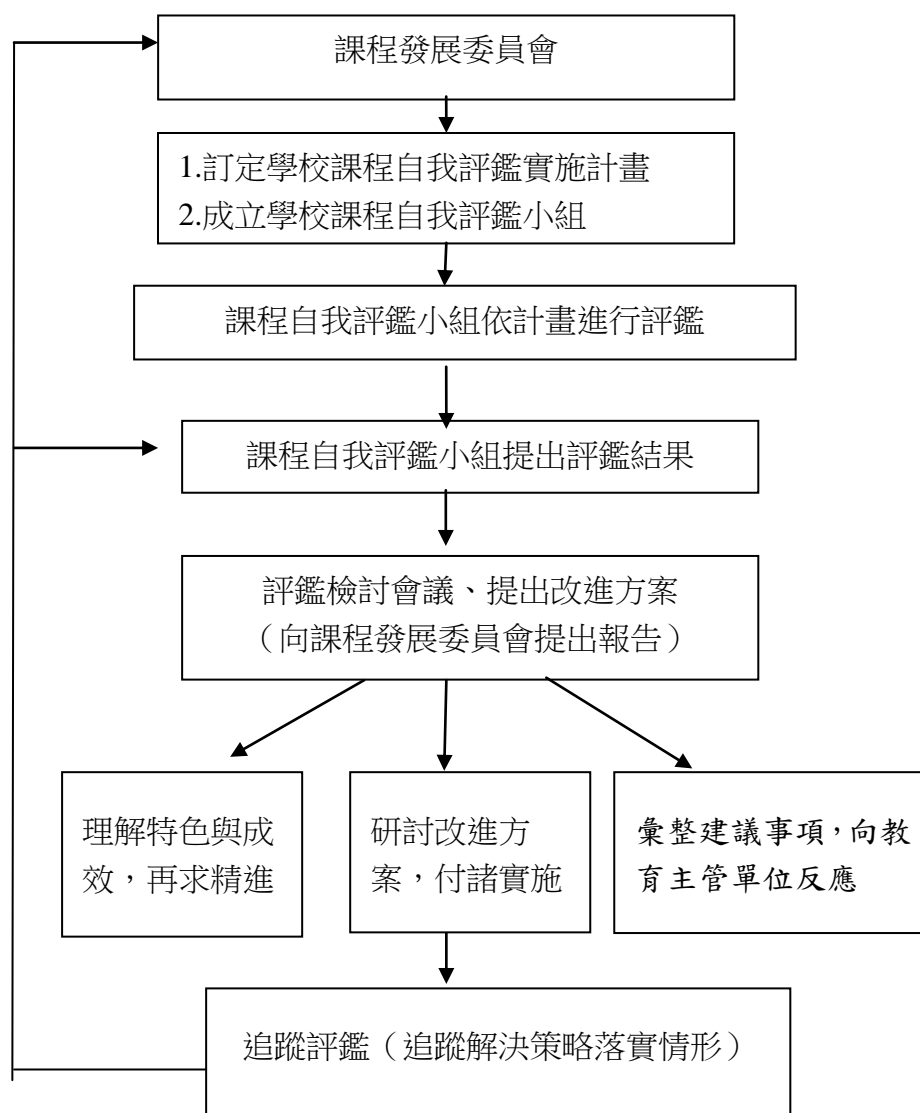 課程發展委員會
1.訂定學校課程自我評鑑實施計畫
2.成立學校課程自我評鑑小組
課程自我評鑑小組依計畫進行評鑑
課程自我評鑑小組提出評鑑結果
評鑑檢討會議、提出改進方案
（向課程發展委員會提出報告）
理解特色與成
效，再求精進
研討改進方
案，付諸實施
彙整建議事項，向教
育主管單位反應
追蹤評鑑（追蹤解決策略落實情形）